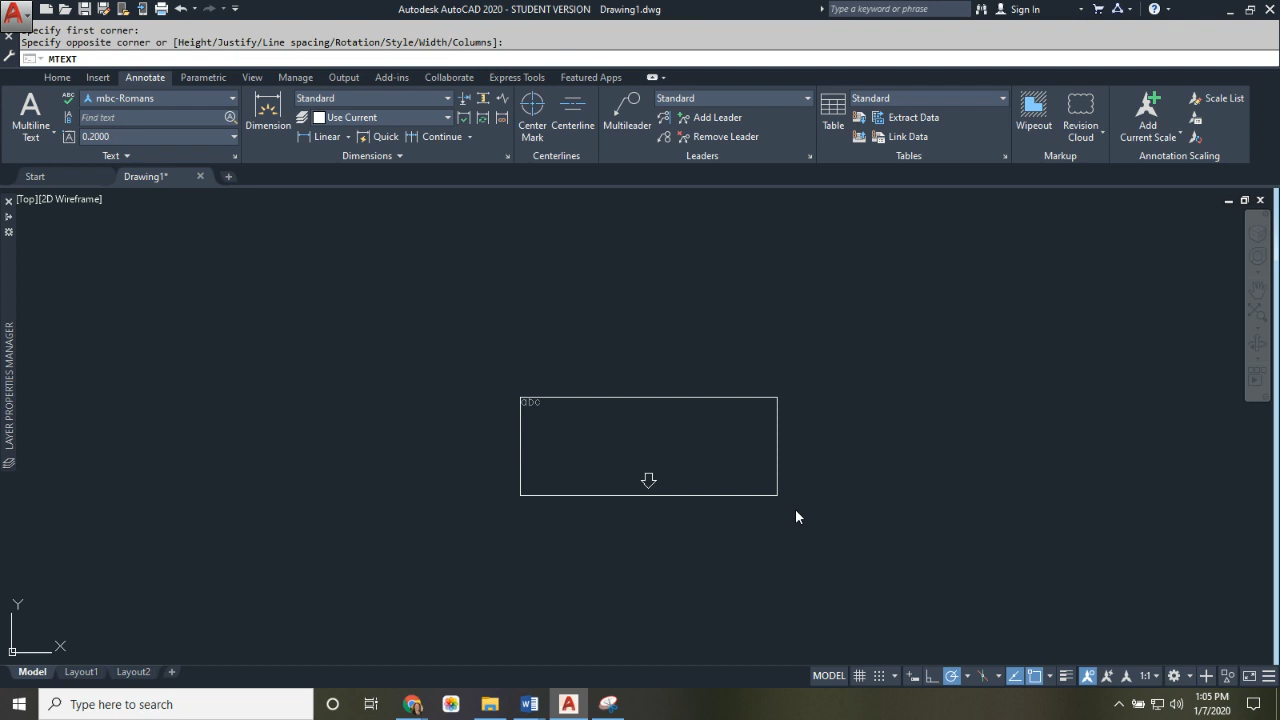 Autodesk AutoCAD 2020 - STUDENT VERSION Drawing1.dwg
Type a keyword or phrase
Sign In
Specify first corner:
Specify opposite corner or [Height/Justify/Line spacing/Rotation/Style/Width/Columns]:
MTEXT
Home Insert Annotate Parametric View Manage Output Add-ins Collaborate Express Tools Featured Apps
Multiline Text
mbc-Romans
Find text
0.2000
Text
Dimension
Standard
Use Current
Linear Quick Continue
Dimensions
Center Mark
Centerline
Centerlines
Multileader
Standard
Add Leader
Remove Leader
Leaders
Table
Standard
Extract Data
Link Data
Tables
Wipeout
Revision Cloud
Markup
Add Current Scale
Scale List
Annotation Scaling
Start
Drawing1*
[Top][2D Wireframe]
LAYER PROPERTIES MANAGER
abc
Y
X
Model Layout1 Layout2
MODEL
1:1
Type here to search
1:05 PM
1/7/2020